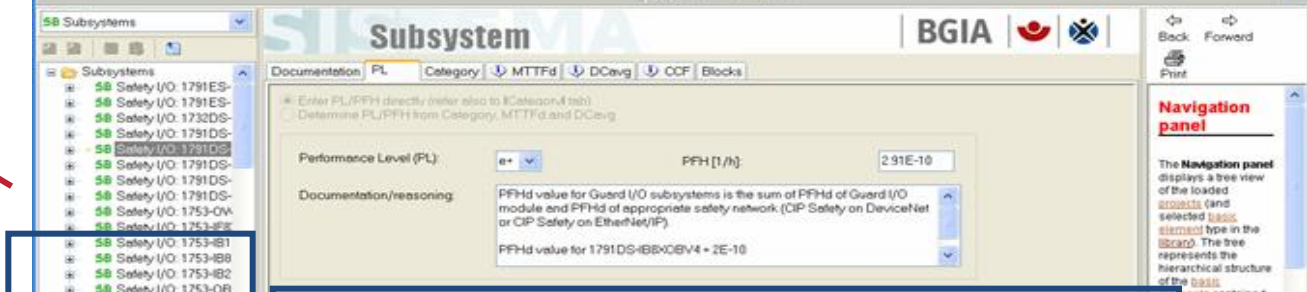 SB Subsystems
SISTEMA
Subsystem
BGIA
Back Forward
Print
Subsystems
SB Safety I/O: 1791ES-
SB Safety I/O: 1791ES-
SB Safety I/O: 1732DS-
SB Safety I/O: 1791DS-
SB Safety I/O: 1791DS-
SB Safety I/O: 1791DS-
SB Safety I/O: 1791DS-
SB Safety I/O: 1791DS-
SB Safety I/O: 1753-OW
SB Safety I/O: 1753-IF8
SB Safety I/O: 1753-IB1
SB Safety I/O: 1753-IB8
SB Safety I/O: 1753-IB2
SB Safety I/O: 1753-OB
Documentation PL Category MTTFd DCavg CCF Blocks
Enter PL/PFH directly (refer also to tab)
Determine PL/PFH from Category, MTTFd and DCavg
Performance Level (PL): e+ PFH [1/h]: 2.91E-10
Documentation/reasoning:
PFHd value for Guard I/O subsystems is the sum of PFHd of Guard I/O
module and PFHd of appropriate safety network (CIP Safety on DeviceNet
or CIP Safety on EtherNet/IP).
PFHd value for 1791DS-IB8XOBV4 + 2E-10
Navigation
panel
The Navigation panel
displays a tree view
of the loaded
projects (and
selected basic
element type in the
library). The tree
represents the
hierarchical structure
of the basic